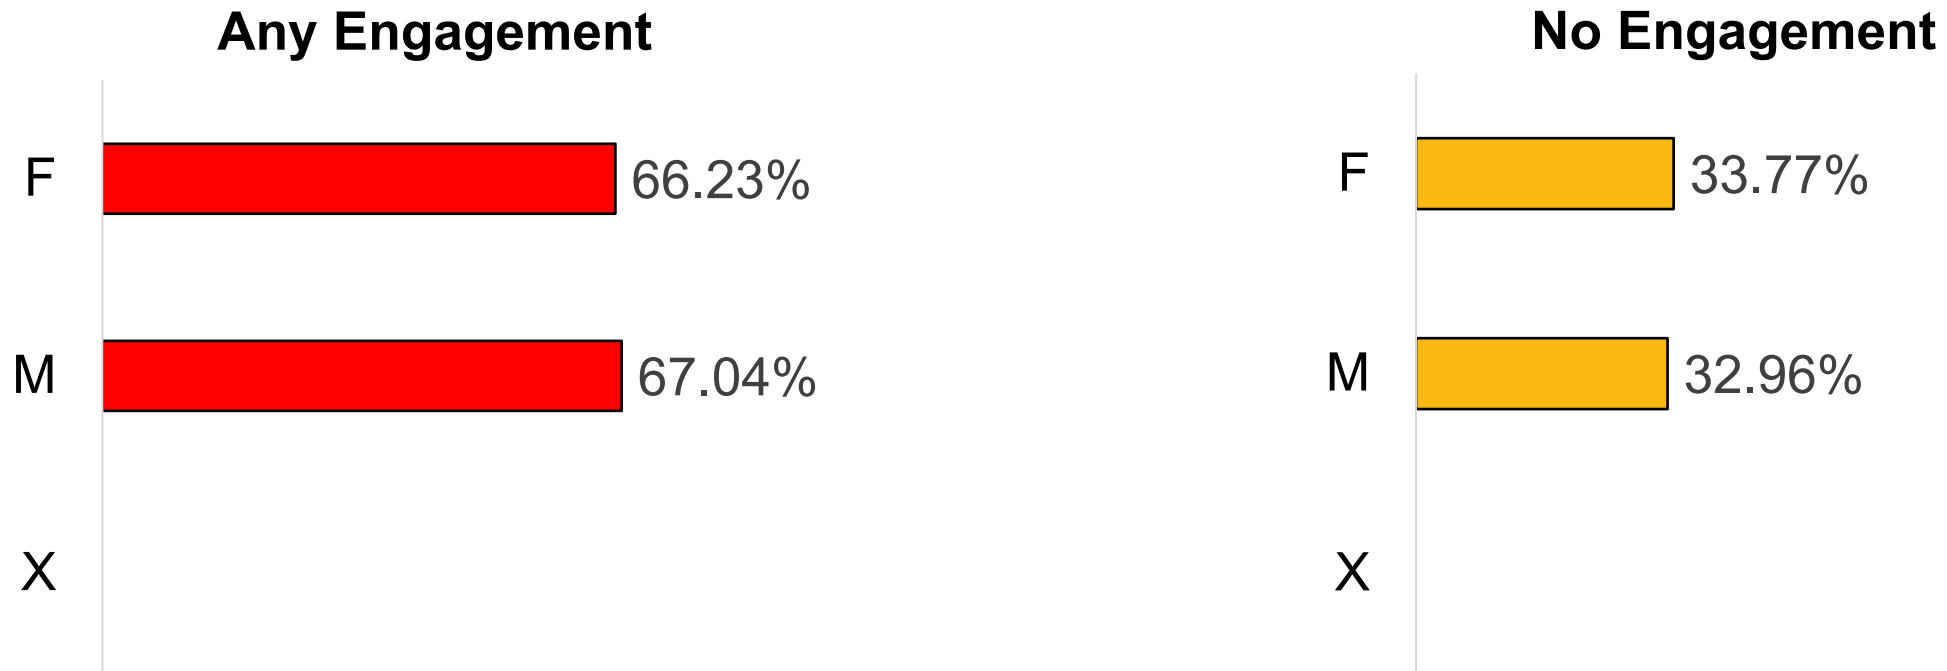 Any Engagement
F
66.23%
M
67.04%
X
No Engagement
F
33.77%
M
32.96%
X